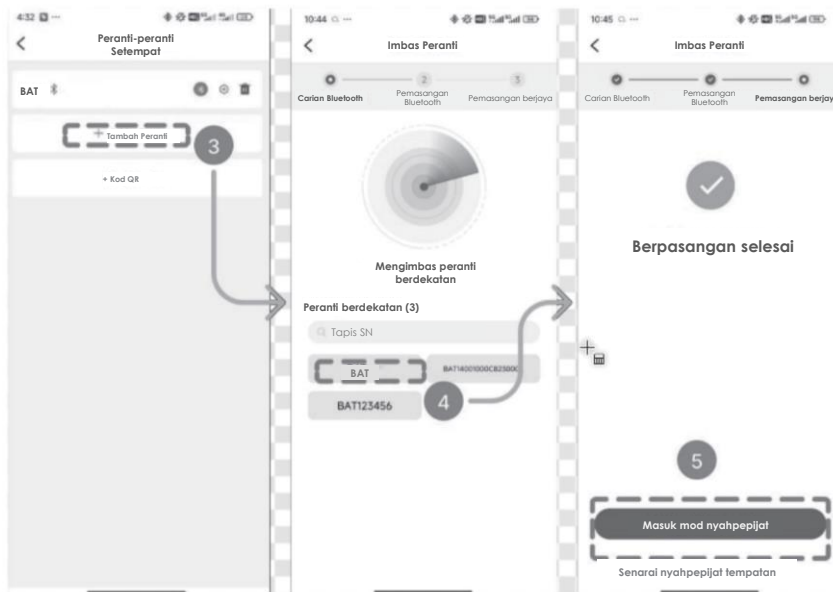 4:32
Peranti-peranti
Setempat
BAT
+ Tambah Peranti
3
+ Kod QR
10:44
Imbas Peranti
2
3
Carian Bluetooth
Pemasangan
Bluetooth
Pemasangan berjaya
Mengimbas peranti
berdekatan
Peranti berdekatan (3)
Tapis SN
BAT
BAT123456
4
10:45
Imbas Peranti
Carian Bluetooth
Pemasangan
Bluetooth
Pemasangan berjay
Berpasangan selesai
5
Masuk mod nyahpepijat
Senarai nyahpepijat tempatan